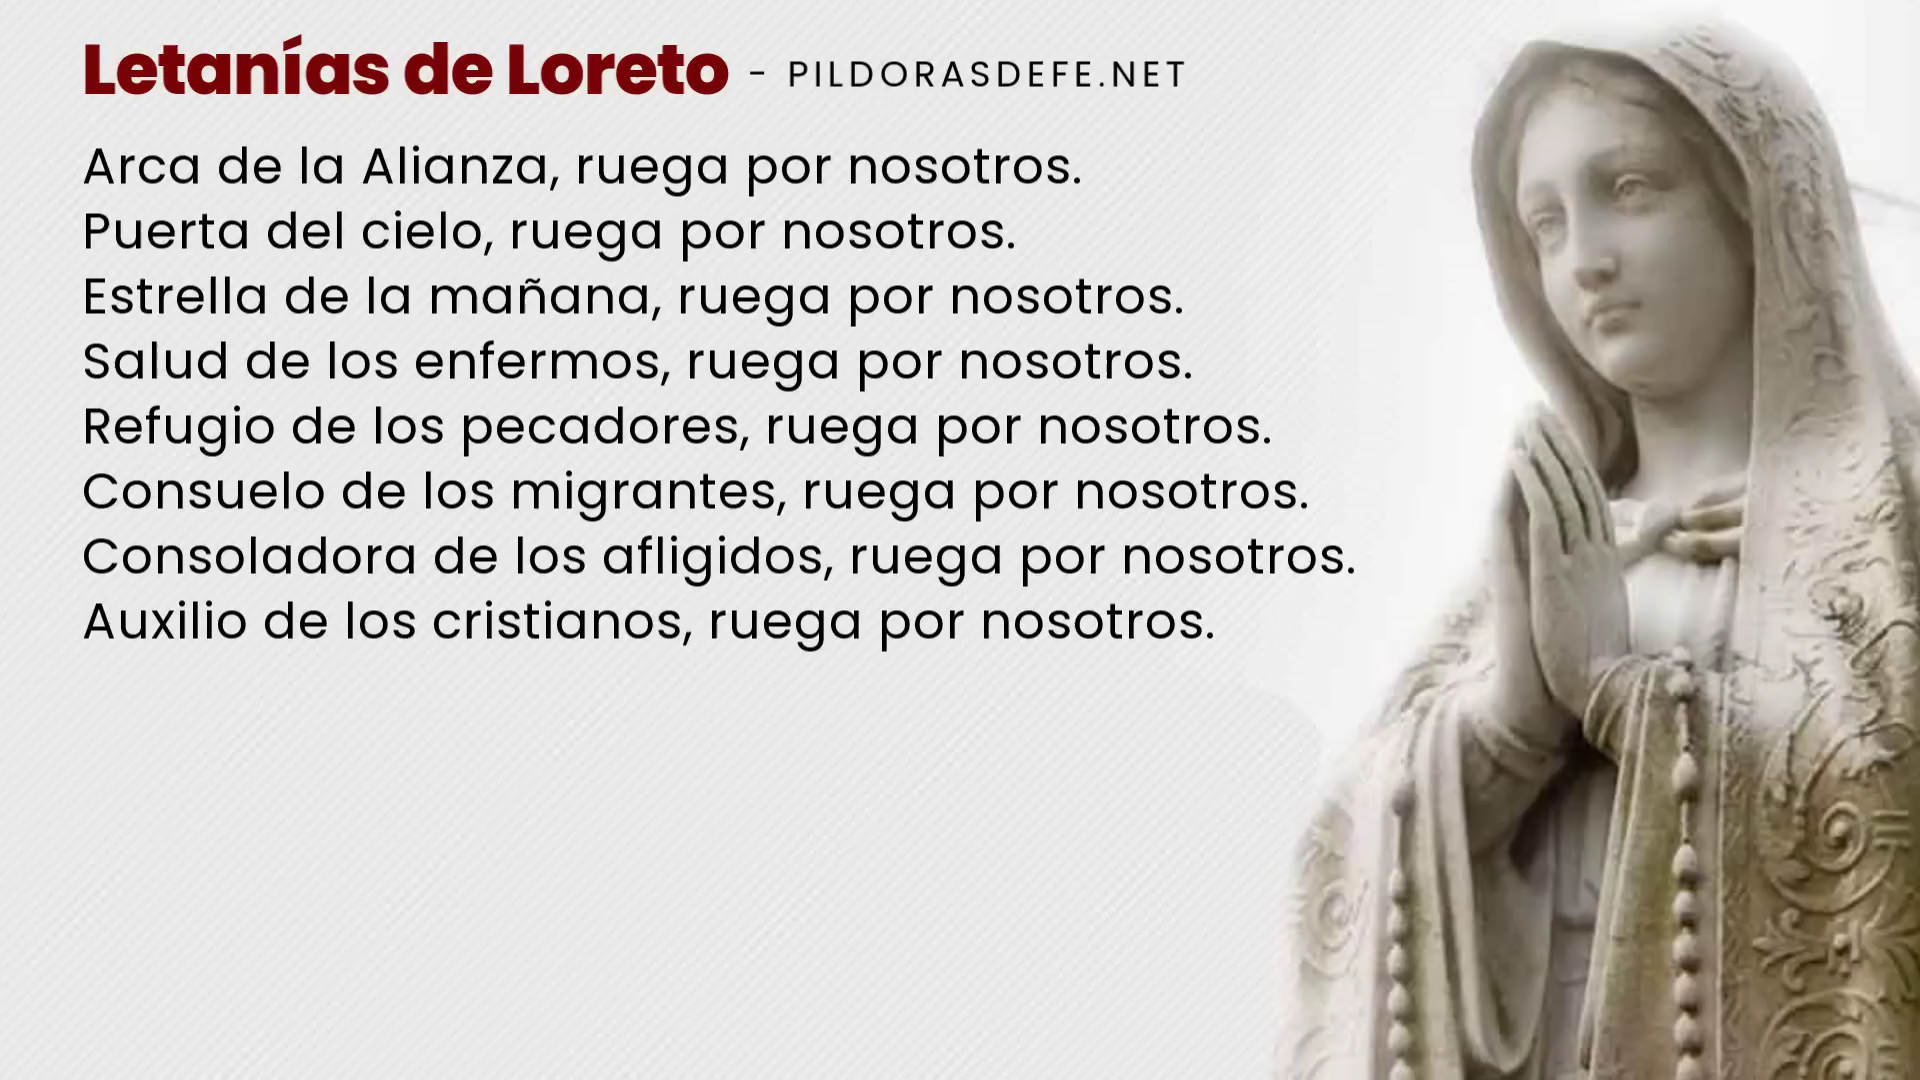 Letanías de Loreto - PILDORASDEFE.NET
Arca de la Alianza, ruega por nosotros.
Puerta del cielo, ruega por nosotros.
Estrella de la mañana, ruega por nosotros.
Salud de los enfermos, ruega por nosotros.
Refugio de los pecadores, ruega por nosotros.
Consuelo de los migrantes, ruega por nosotros.
Consoladora de los afligidos, ruega por nosotros.
Auxilio de los cristianos, ruega por nosotros.